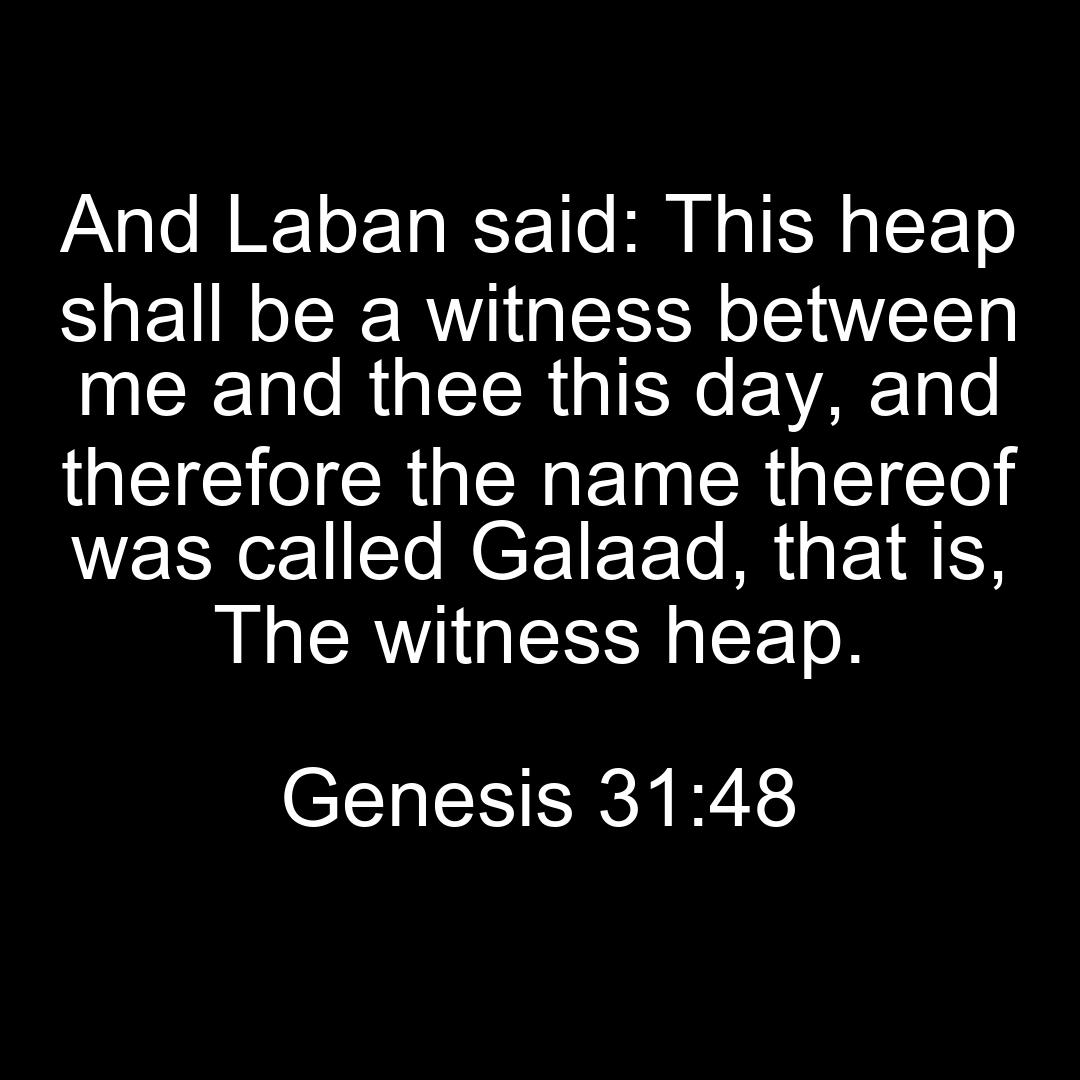 And Laban said: This heap
shall be a witness between
me and thee this day, and
therefore the name thereof
was called Galaad, that is,
The witness heap.
Genesis 31:48